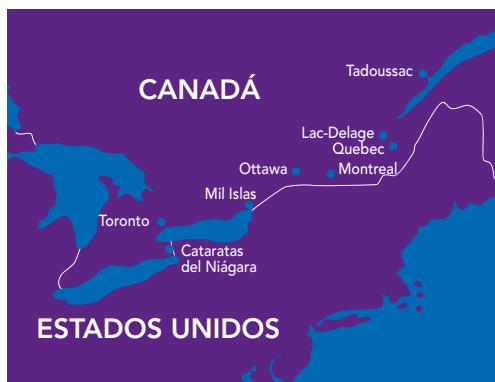 Tadoussac
CANADÁ
Lac-Delage
Quebec
Ottawa
Montreal
Mil Islas
Toronto
Cataratas
del Niágara
ESTADOS UNIDOS